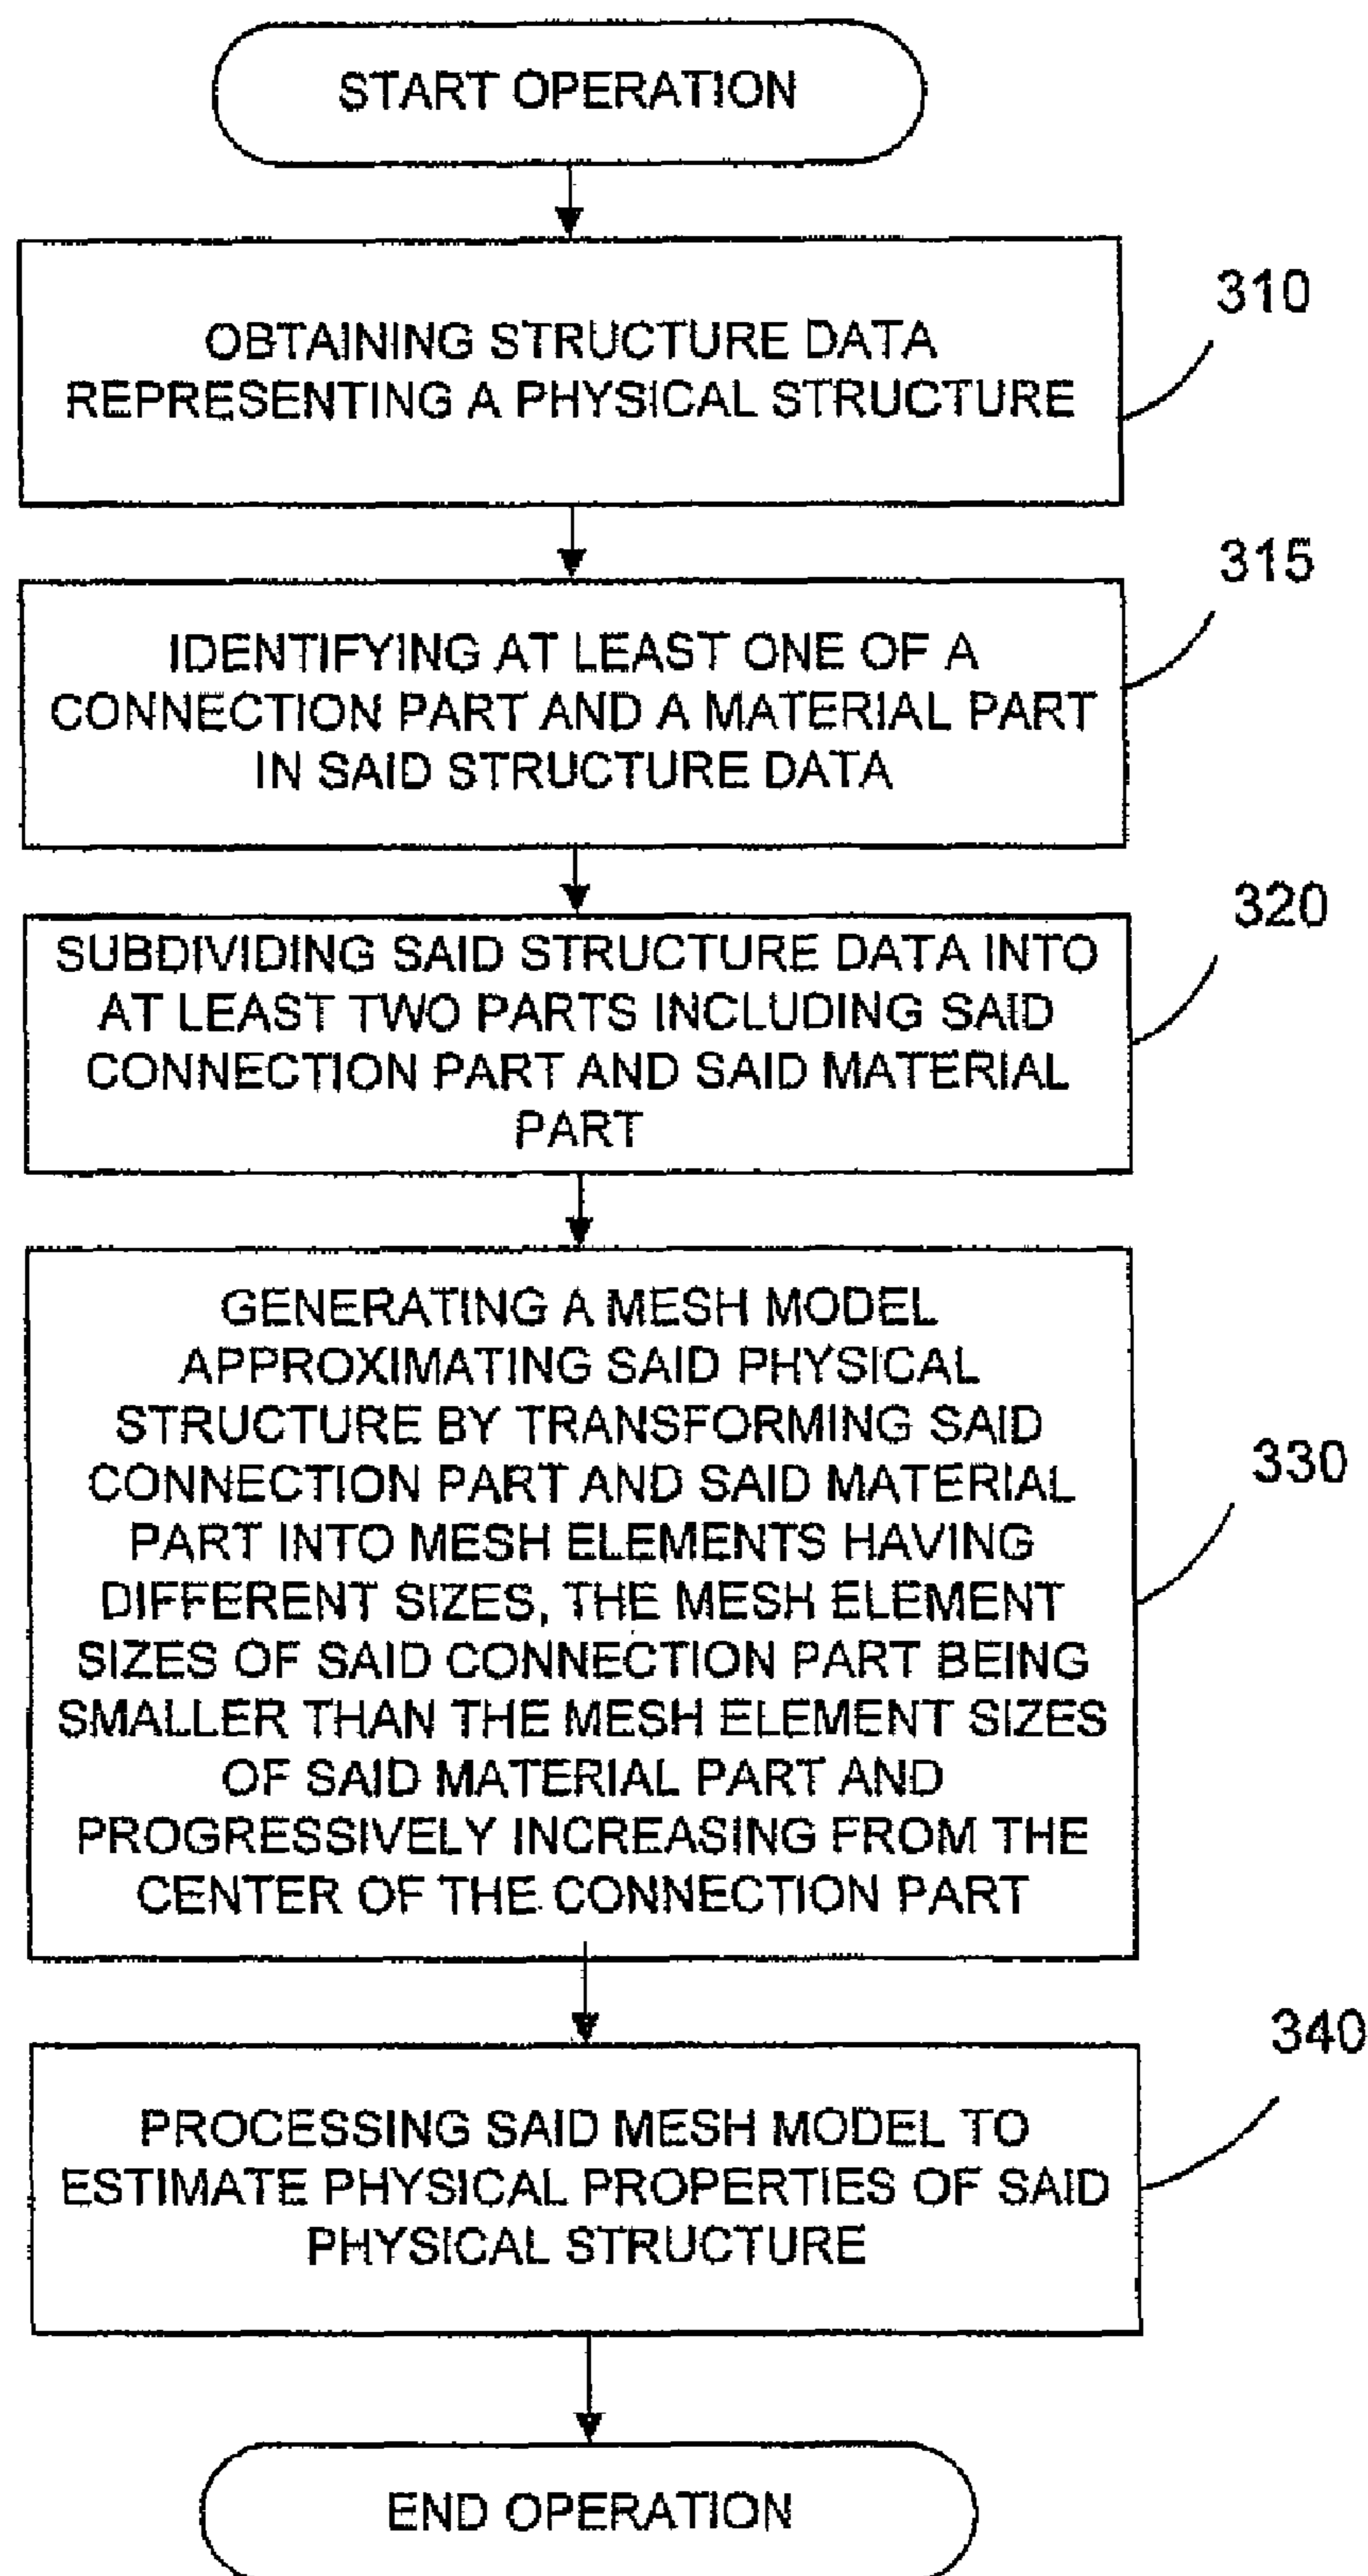 START OPERATION
310
OBTAINING STRUCTURE DATA
REPRESENTING A PHYSICAL STRUCTURE
315
IDENTIFYING AT LEAST ONE OF A
CONNECTION PART AND A MATERIAL PART
IN SAID STRUCTURE DATA
320
SUBDIVIDING SAID STRUCTURE DATA INTO
AT LEAST TWO PARTS INCLUDING SAID
CONNECTION PART AND SAID MATERIAL
PART
330
GENERATING A MESH MODEL
APPROXIMATING SAID PHYSICAL
STRUCTURE BY TRANSFORMING SAID
CONNECTION PART AND SAID MATERIAL
PART INTO MESH ELEMENTS HAVING
DIFFERENT SIZES, THE MESH ELEMENT
SIZES OF SAID CONNECTION PART BEING
SMALLER THAN THE MESH ELEMENT SIZES
OF SAID MATERIAL PART AND
PROGRESSIVELY INCREASING FROM THE
CENTER OF THE CONNECTION PART
340
PROCESSING SAID MESH MODEL TO
ESTIMATE PHYSICAL PROPERTIES OF SAID
PHYSICAL STRUCTURE
END OPERATION